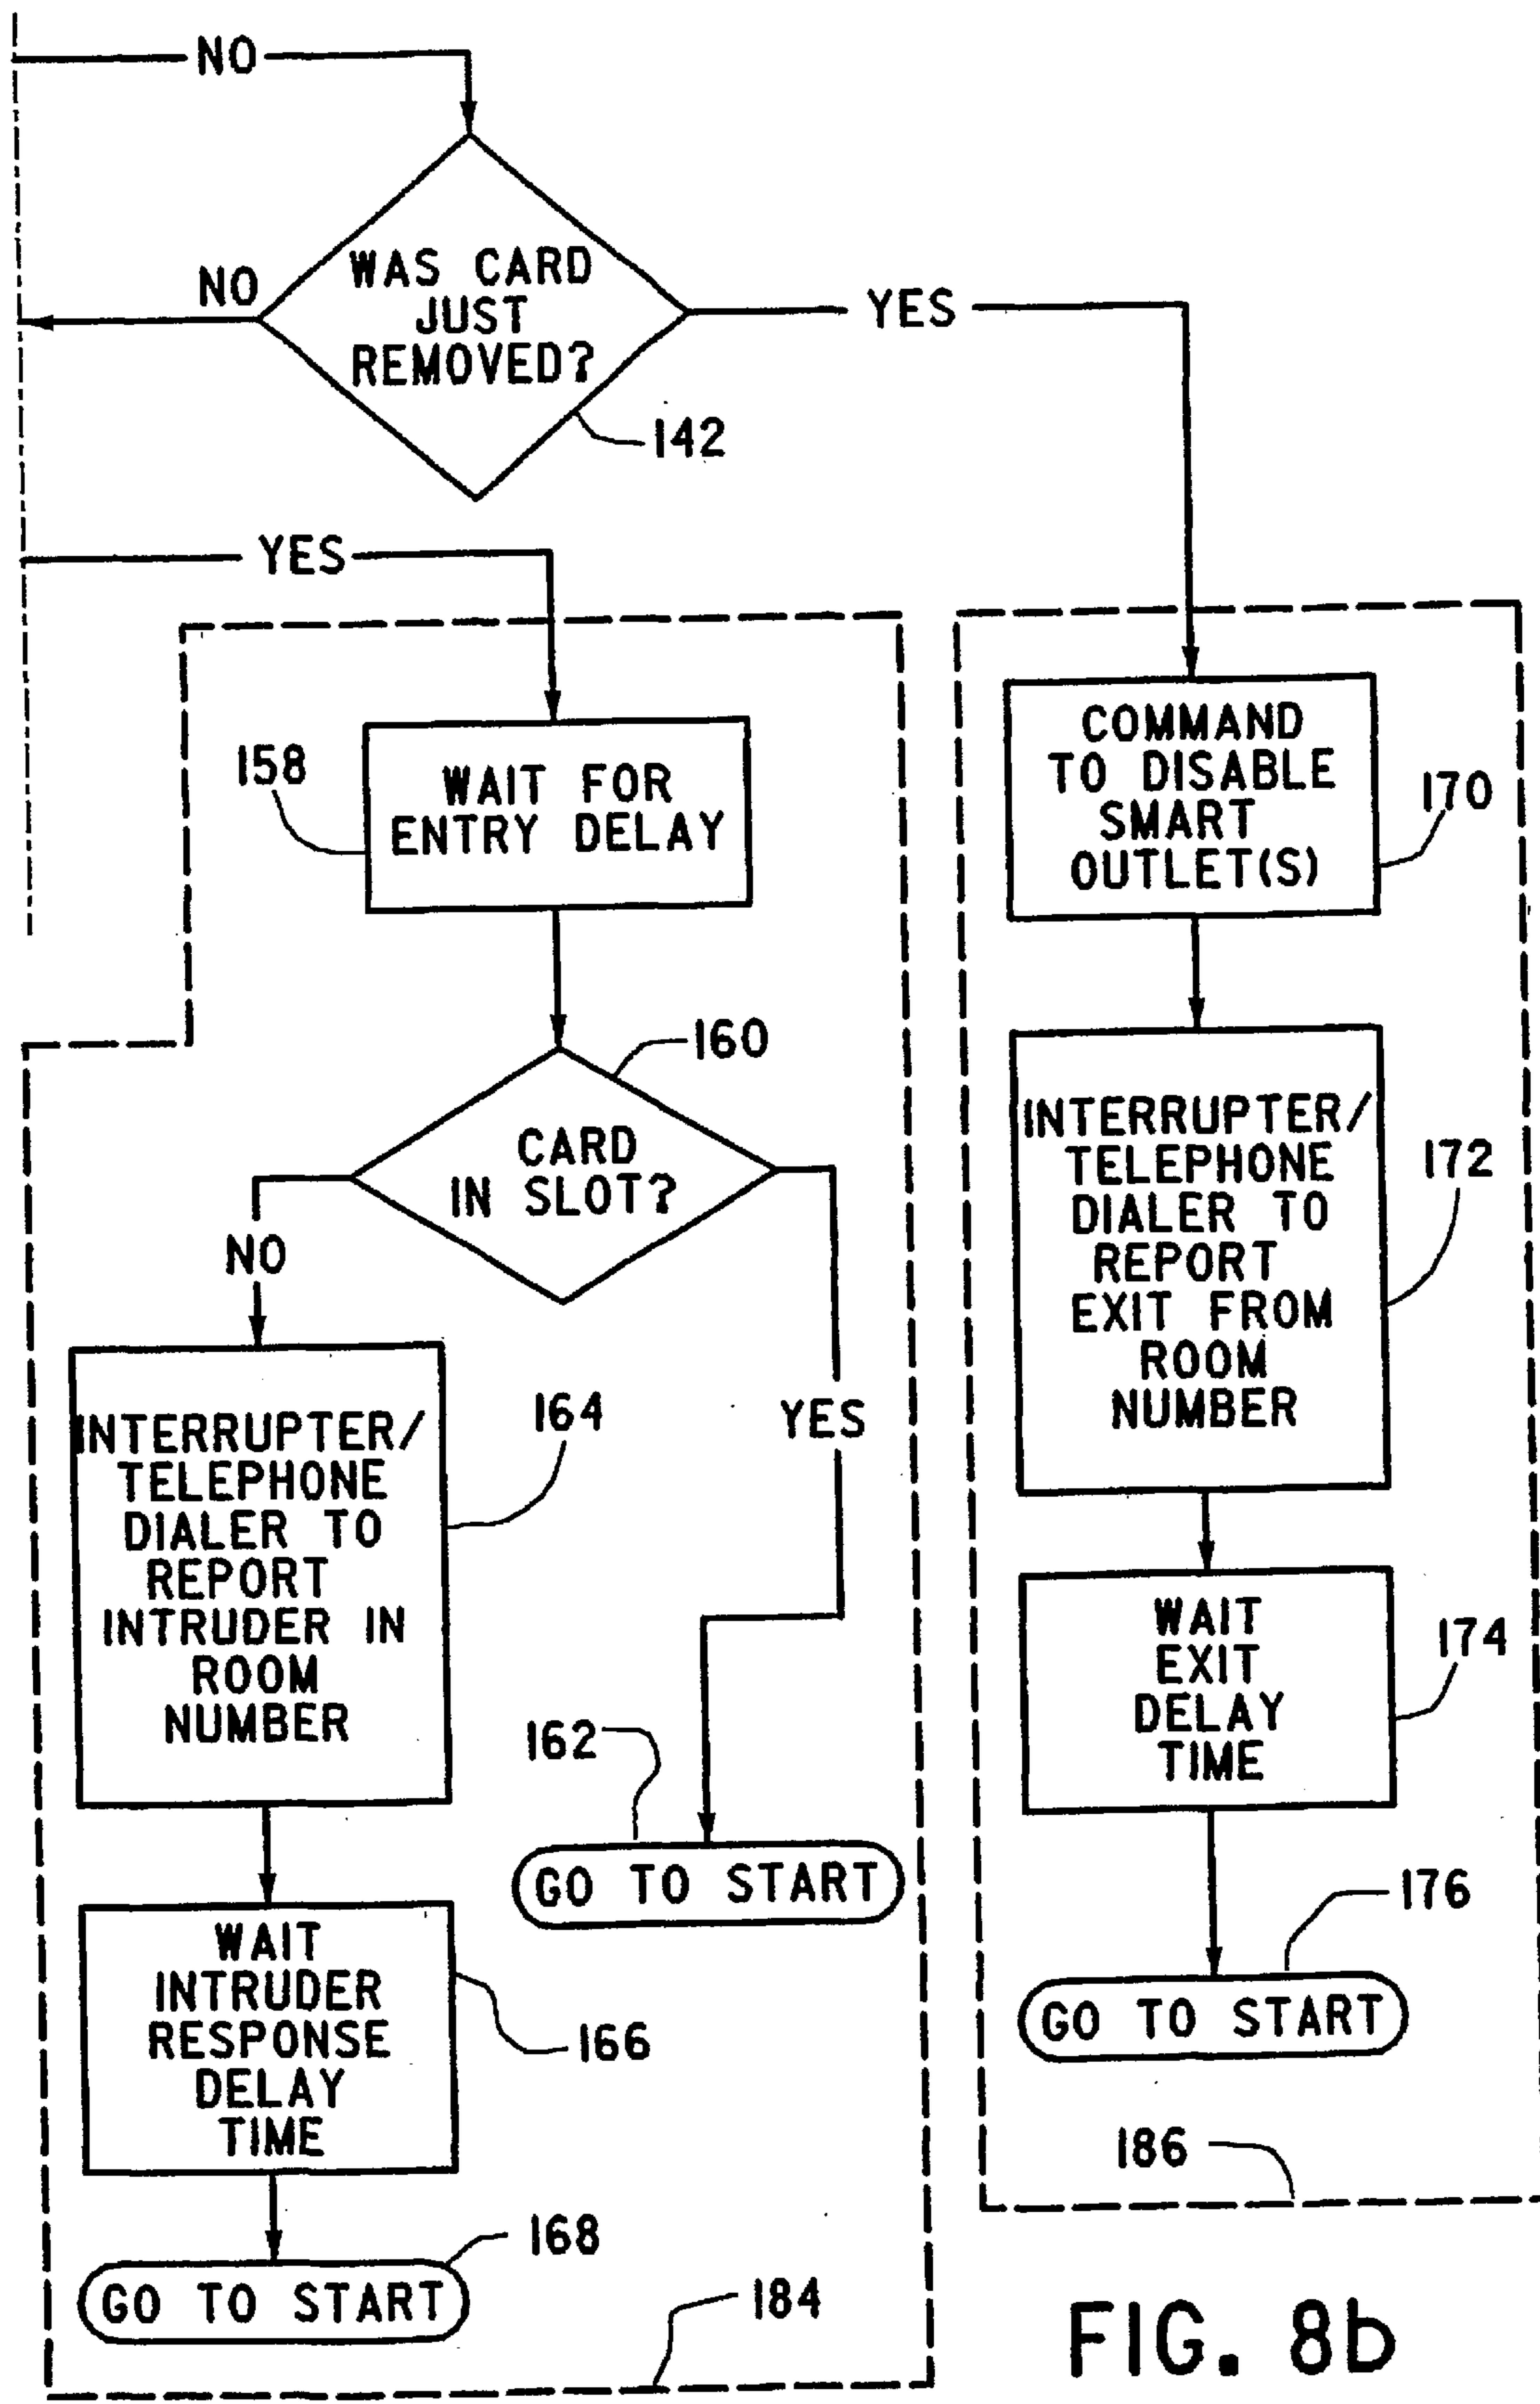 NO
WAS CARD
JUST
REMOVED?
NO
YES
142
YES
158
WAIT FOR
ENTRY DELAY
160
CARD
IN SLOT?
NO
YES
164
INTERRUPTER/
TELEPHONE
DIALER TO
REPORT
INTRUDER IN
ROOM
NUMBER
162
GO TO START
WAIT
INTRUDER
RESPONSE
DELAY
TIME
166
168
GO TO START
184
COMMAND
TO DISABLE
SMART
OUTLET(S)
170
INTERRUPTER/
TELEPHONE
DIALER TO
REPORT
EXIT FROM
ROOM
NUMBER
172
WAIT
EXIT
DELAY
TIME
174
176
GO TO START
186
FIG. 8b